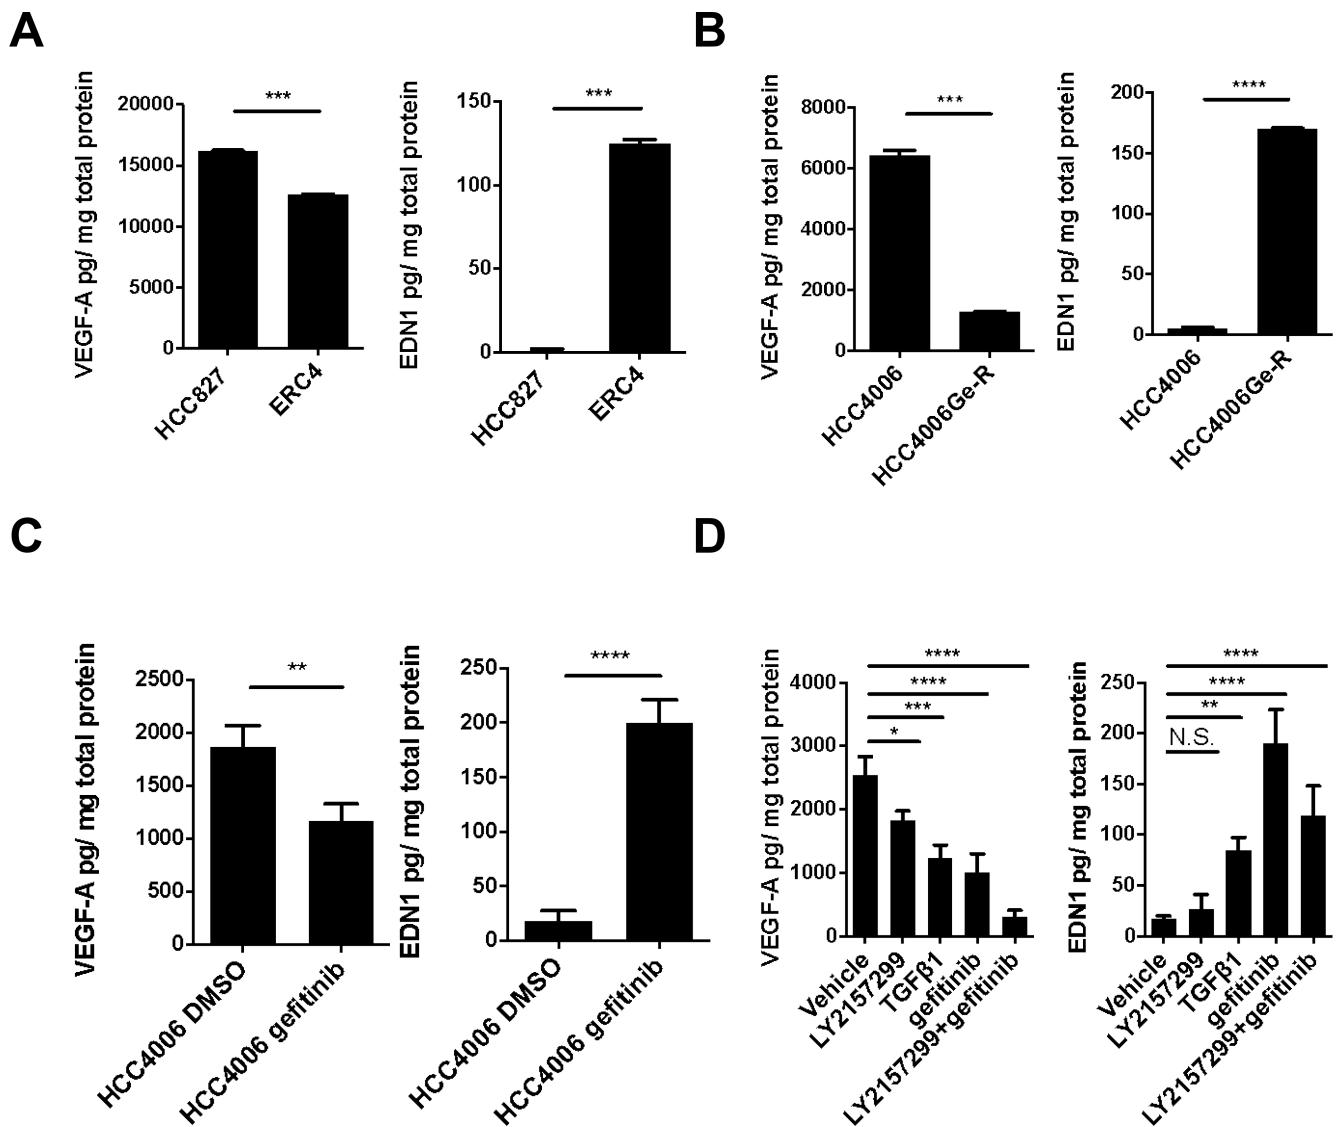 A
VEGF-A pg/ mg total protein
20000
15000
10000
5000
0
***
HCC827
ERC4
EDN1 pg/ mg total protein
150
100
50
0
***
HCC827
ERC4
B
VEGF-A pg/ mg total protein
8000
6000
4000
2000
0
***
HCC4006
HCC4006Ge-R
EDN1 pg/ mg total protein
200
150
100
50
0
****
HCC4006
HCC4006Ge-R
C
VEGF-A pg/ mg total protein
2500
2000
1500
1000
500
0
**
HCC4006 DMSO
HCC4006 gefitinib
EDN1 pg/ mg total protein
250
200
150
100
50
0
****
HCC4006 DMSO
HCC4006 gefitinib
D
VEGF-A pg/ mg total protein
4000
3000
2000
1000
0
****
****
***
*
Vehicle
LY2157299
TGFβ1
gefitinib
LY2157299+gefitinib
EDN1 pg/ mg total protein
250
200
150
100
50
0
****
****
**
N.S.
Vehicle
LY2157299
TGFβ1
gefitinib
LY2157299+gefitinib